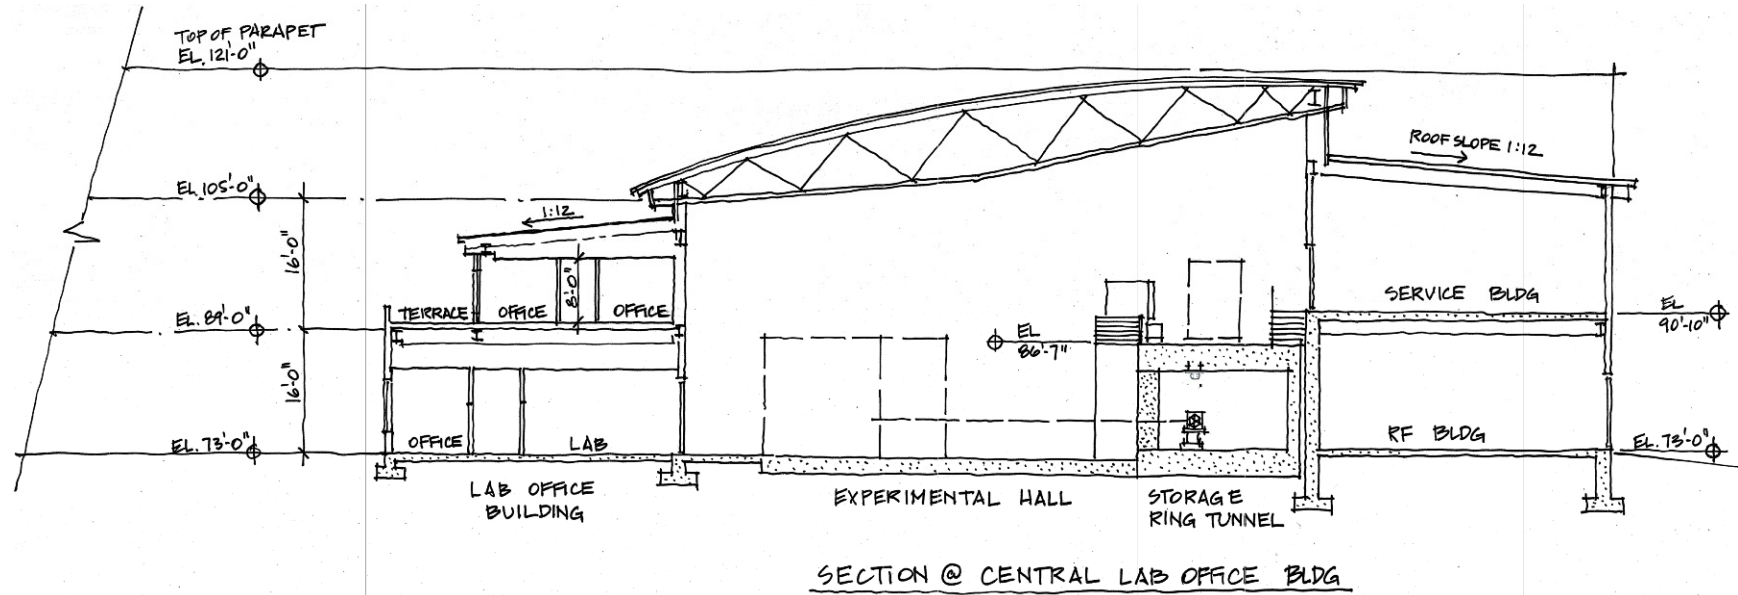 TOP OF PARAPET
EL. 121'-0"
ROOF SLOPE 1:12
EL. 105'-0"
1:12
16'-0"
8'-0"
TERRACE OFFICE OFFICE
SERVICE BLDG
EL. 89'-0"
EL
86'-7"
EL
90'-10"
16'-0"
OFFICE LAB
RF BLDG
EL. 73'-0"
EL. 73'-0"
LAB OFFICE
BUILDING
EXPERIMENTAL HALL
STORAGE
RING TUNNEL
SECTION @ CENTRAL LAB OFFICE BLDG